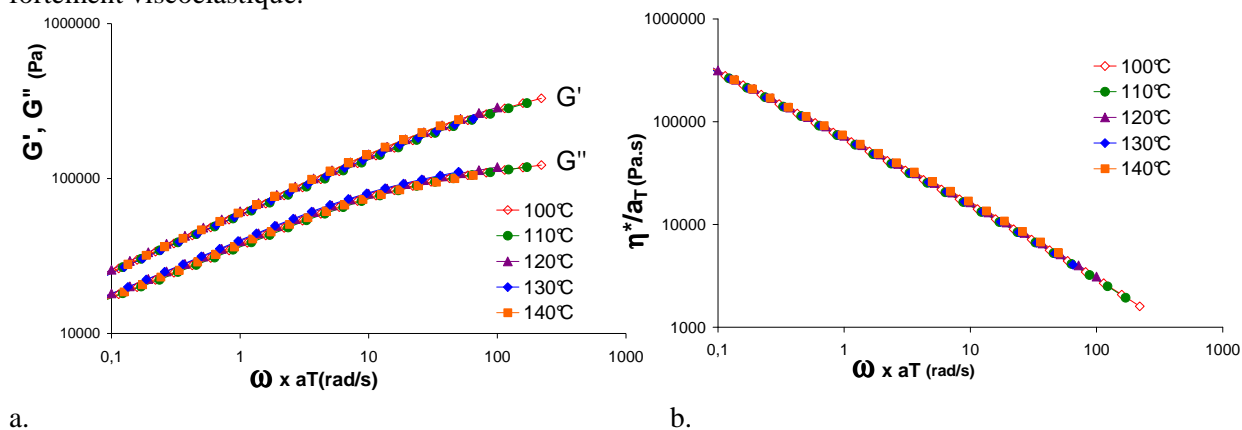 fortement viscoélastique.
1000000
100000
10000
G', G'' (Pa)
G'
G''
100°C
110°C
120°C
130°C
140°C
0,1 1 10 100 1000
ω x aT(rad/s)
a.
1000000
100000
10000
1000
η*/aT (Pa.s)
100°C
110°C
120°C
130°C
140°C
0,1 1 10 100 1000
ω x aT (rad/s)
b.